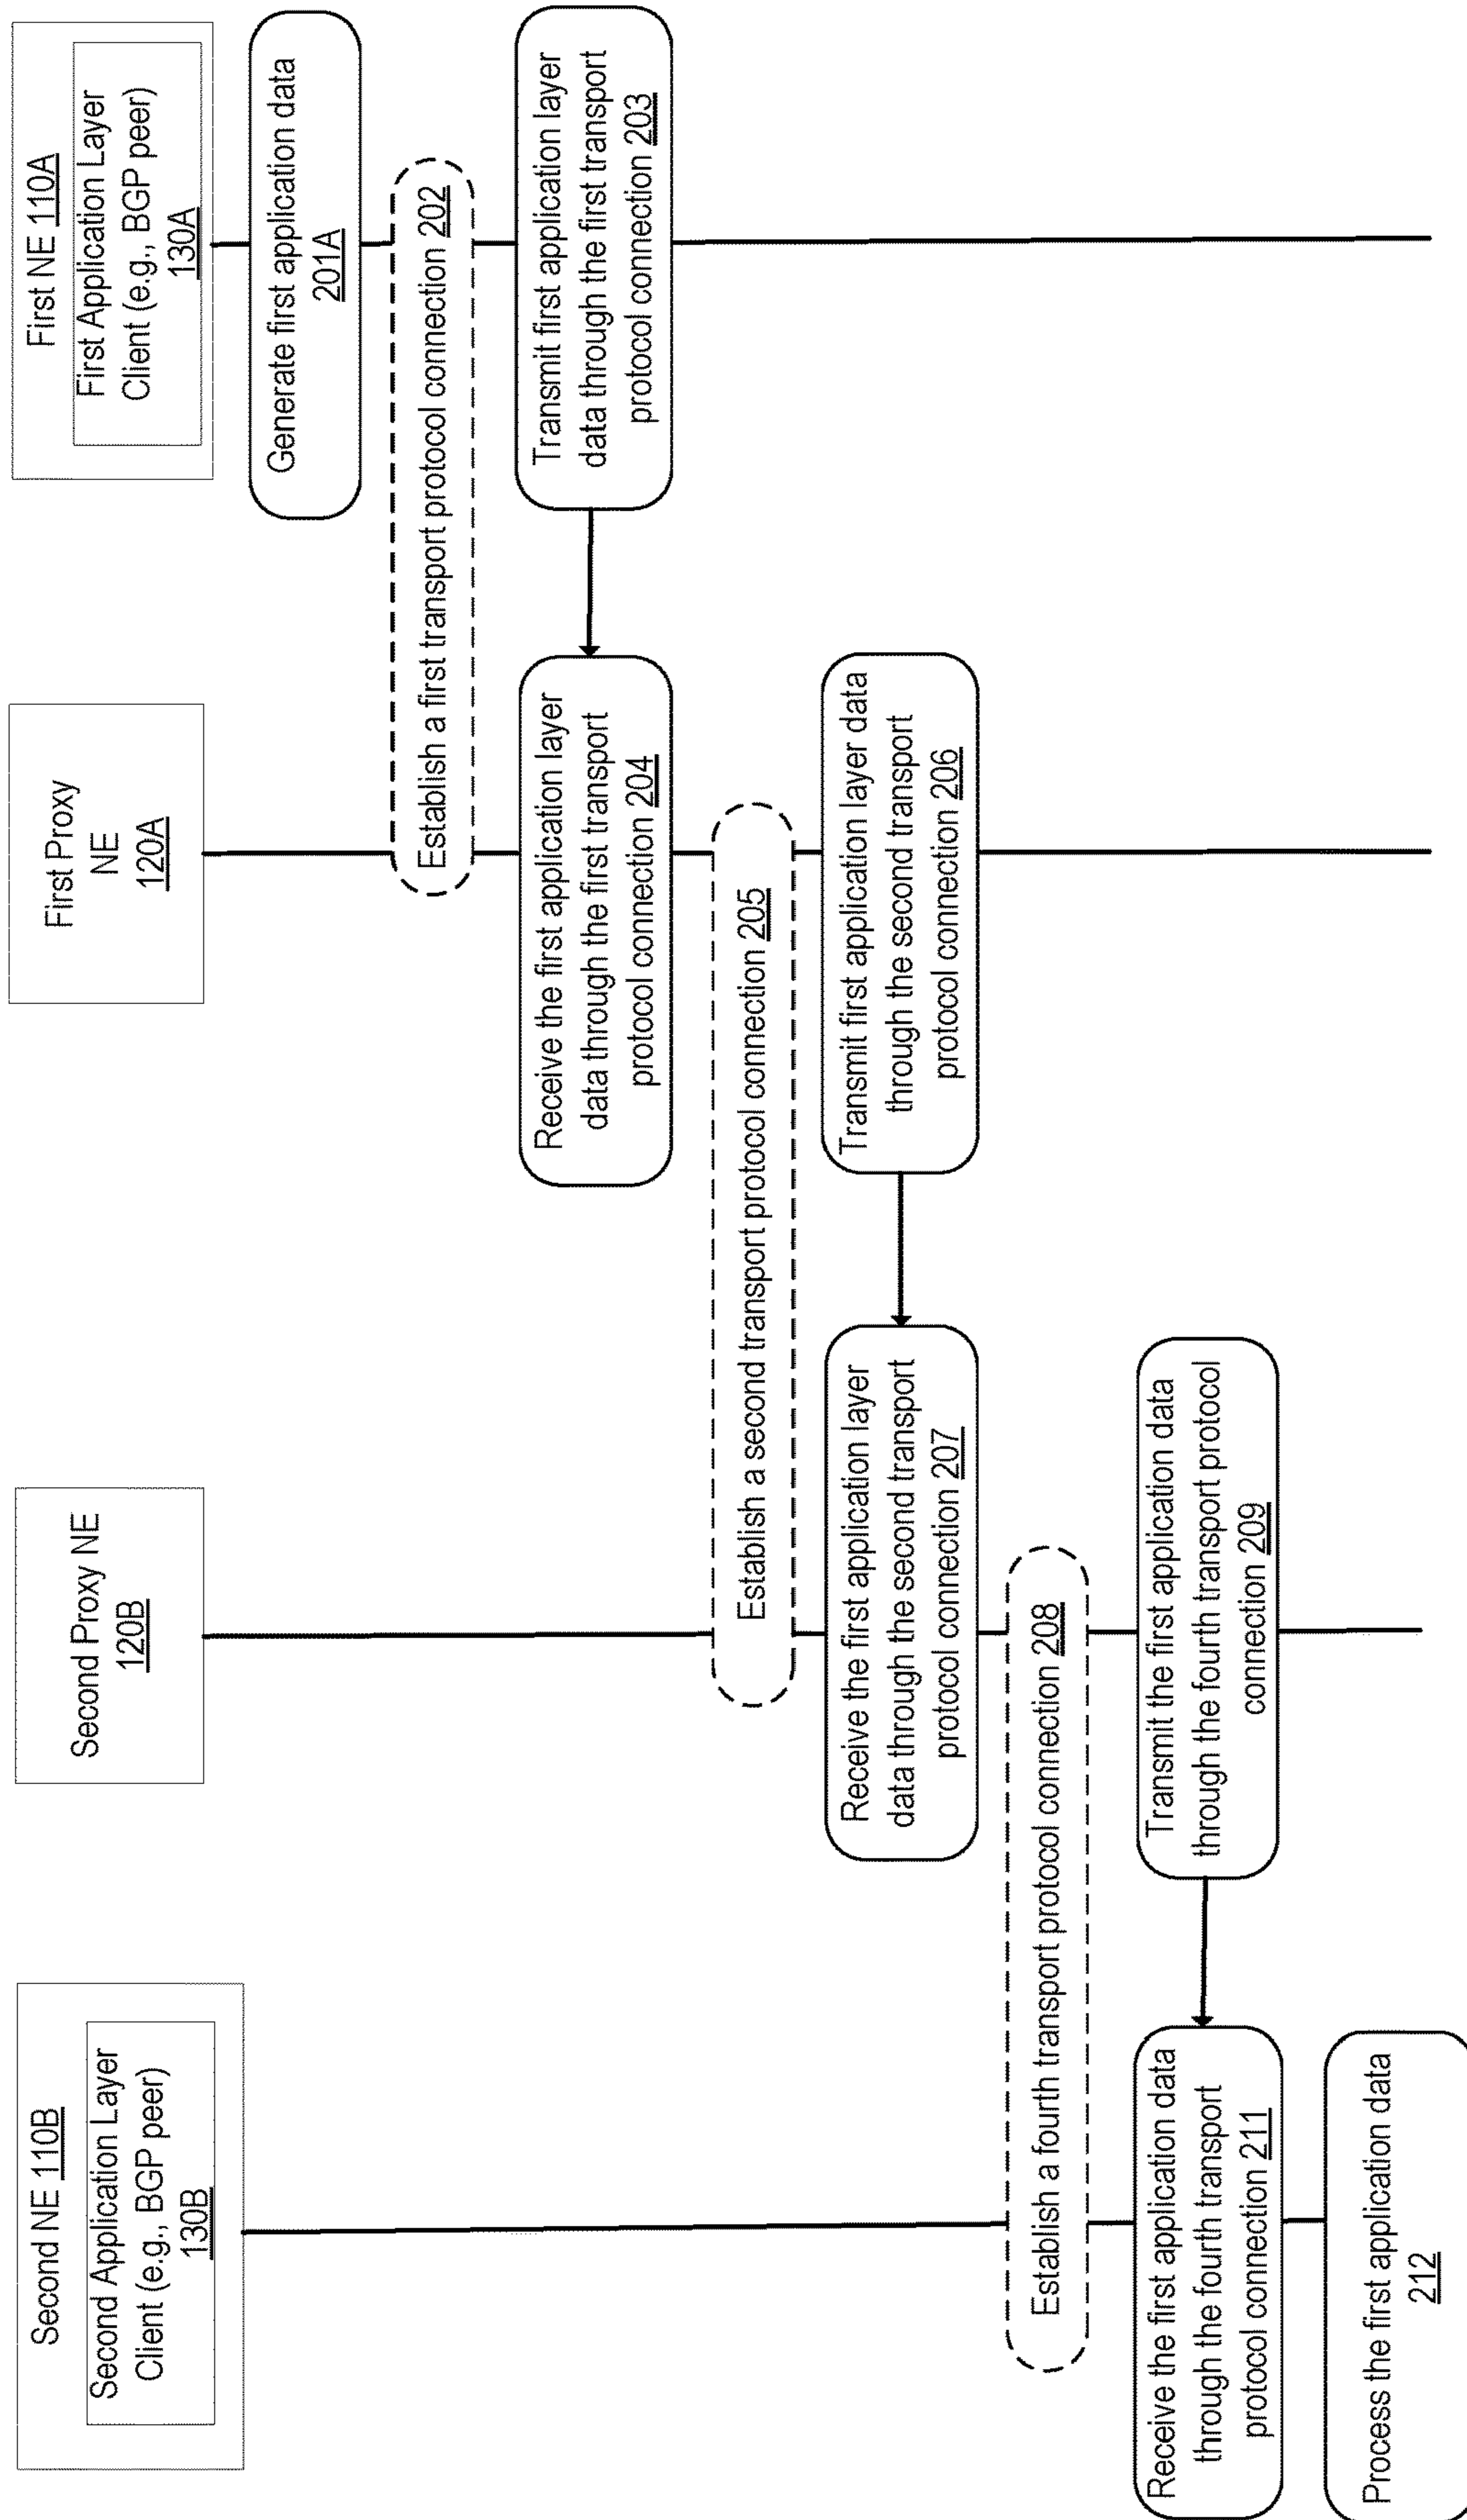 Second NE 110B
Second Application Layer
Client (e.g., BGP peer)
130B
Second Proxy NE
120B
First Proxy
NE
120A
First NE 110A
First Application Layer
Client (e.g., BGP peer)
130A
Generate first application data
201A
Establish a first transport protocol connection 202
Transmit first application layer
data through the first transport
protocol connection 203
Receive the first application layer
data through the first transport
protocol connection 204
Establish a second transport protocol connection 205
Transmit first application layer data
through the second transport
protocol connection 206
Receive the first application layer
data through the second transport
protocol connection 207
Establish a fourth transport protocol connection 208
Transmit the first application data
through the fourth transport protocol
connection 209
Receive the first application data
through the fourth transport
protocol connection 211
Process the first application data
212